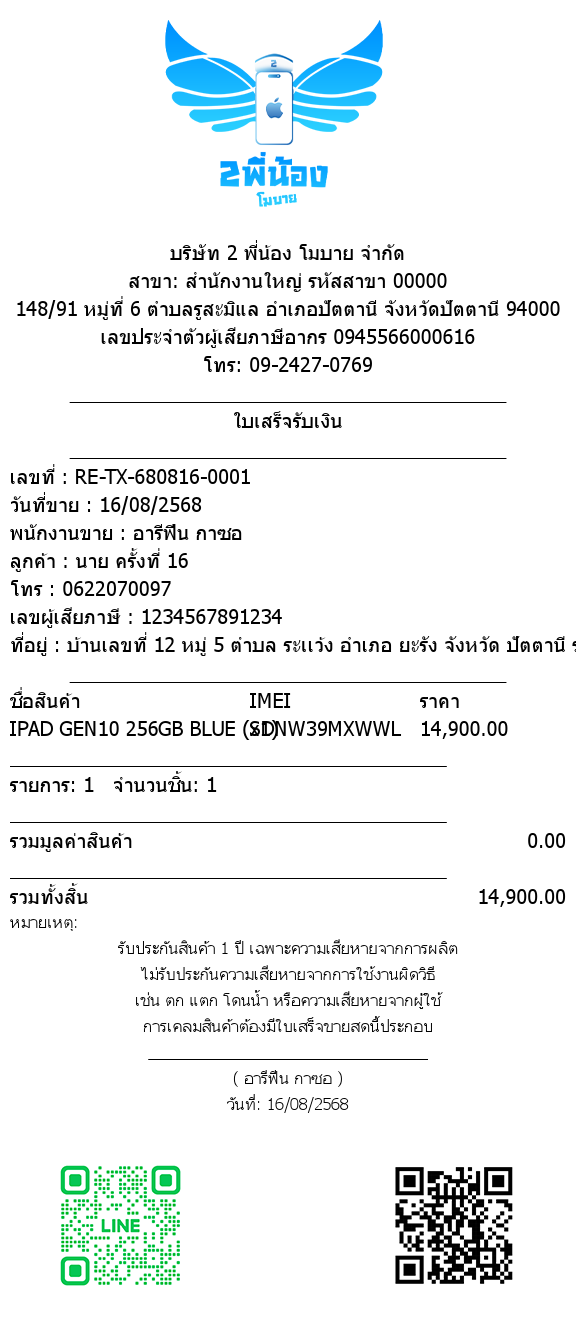 2
2พี่น้อง
โมบาย
บริษัท 2 พี่น้อง โมบาย จำกัด
สาขา: สำนักงานใหญ่ รหัสสาขา 00000
148/91 หมู่ที่ 6 ตำบลรูสะมิแล อำเภอปัตตานี จังหวัดปัตตานี 94000
เลขประจำตัวผู้เสียภาษีอากร 0945566000616
โทร: 09-2427-0769
ใบเสร็จรับเงิน
เลขที่ : RE-TX-680816-0001
วันที่ขาย : 16/08/2568
พนักงานขาย : อารีฟีน กาซอ
ลูกค้า : นาย ครั้งที่ 16
โทร : 0622070097
เลขผู้เสียภาษี : 1234567891234
ที่อยู่ : บ้านเลขที่ 12 หมู่ 5 ตำบล ระแว้ง อำเภอ ยะรัง จังหวัด ปัตตานี
ชื่อสินค้า IMEI ราคา
IPAD GEN10 256GB BLUE 14,900.00
รายการ: 1 จำนวนชิ้น: 1
รวมมูลค่าสินค้า 0.00
รวมทั้งสิ้น 14,900.00
หมายเหตุ:
รับประกันสินค้า 1 ปี เฉพาะความเสียหายจากการผลิต
ไม่รับประกันความเสียหายจากการใช้งานผิดวิธี
เช่น ตก แตก โดนน้ำ หรือความเสียหายจากผู้ใช้
การเคลมสินค้าต้องมีใบเสร็จขายสดนี้ประกอบ
( อารีฟีน กาซอ )
วันที่: 16/08/2568
LINE